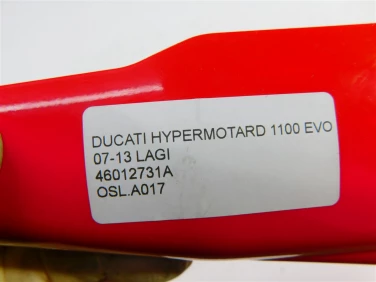 DUCATI HYPERMOTARD 1100 EVO
07-13 LAGI
46012731A
OSL.A017